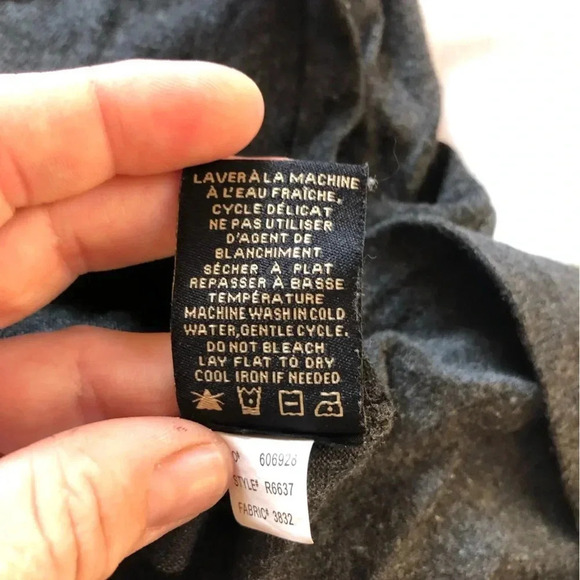 LAVER À LA MACHINE
À L'EAU FRAÎCHE,
CYCLE DÉLICAT
NE PAS UTILISER
D'AGENT DE
BLANCHIMENT
SÉCHER À PLAT
REPASSER À BASSE
TEMPÉRATURE
MACHINE WASH IN COLD
WATER, GENTLE CYCLE.
DO NOT BLEACH
LAY FLAT TO DRY
COOL IRON IF NEEDED
606928
STYLE# R6637
FABRIC# 3832